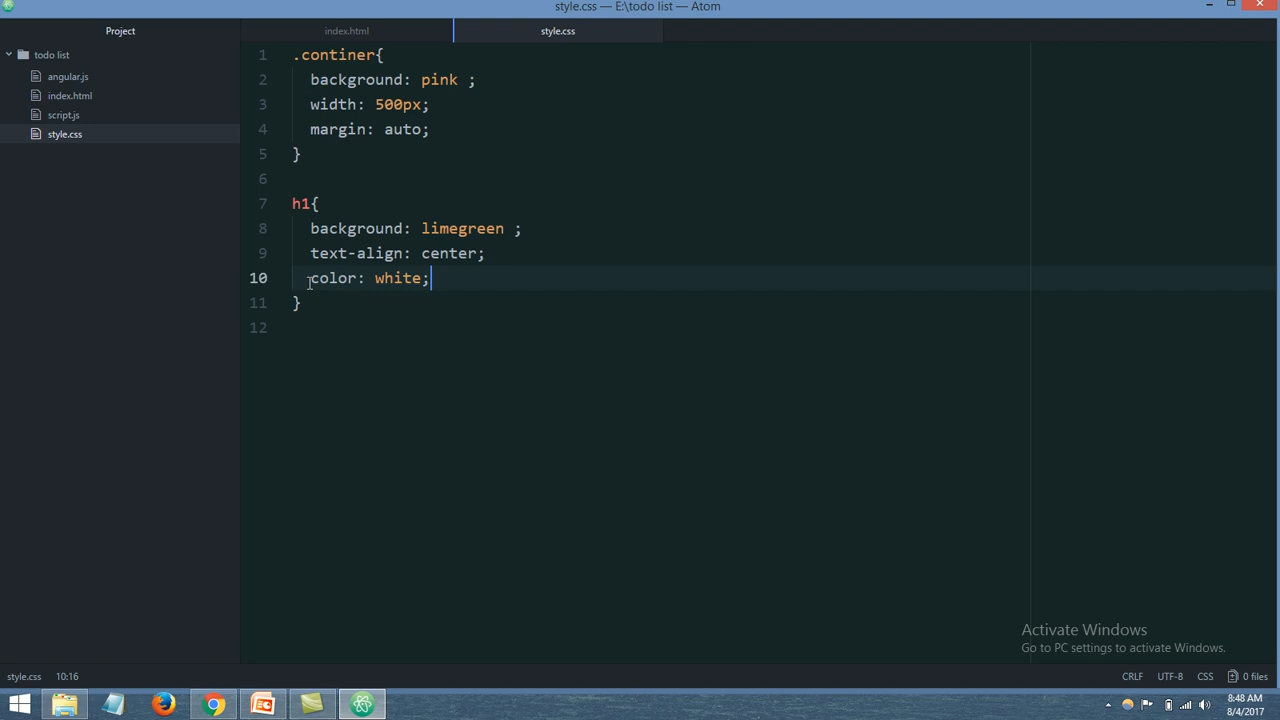 style.css — E:\todo list — Atom
Project
index.html
style.css
todo list
angular.js
index.html
script.js
style.css
1 .continer{
2 background: pink ;
3 width: 500px;
4 margin: auto;
5 }
6
7 h1{
8 background: limegreen ;
9 text-align: center;
10 color: white;
11 }
12
Activate Windows
Go to PC settings to activate Windows.
style.css 10:16
CRLF UTF-8 CSS 0 files
8:48 AM
8/4/2017